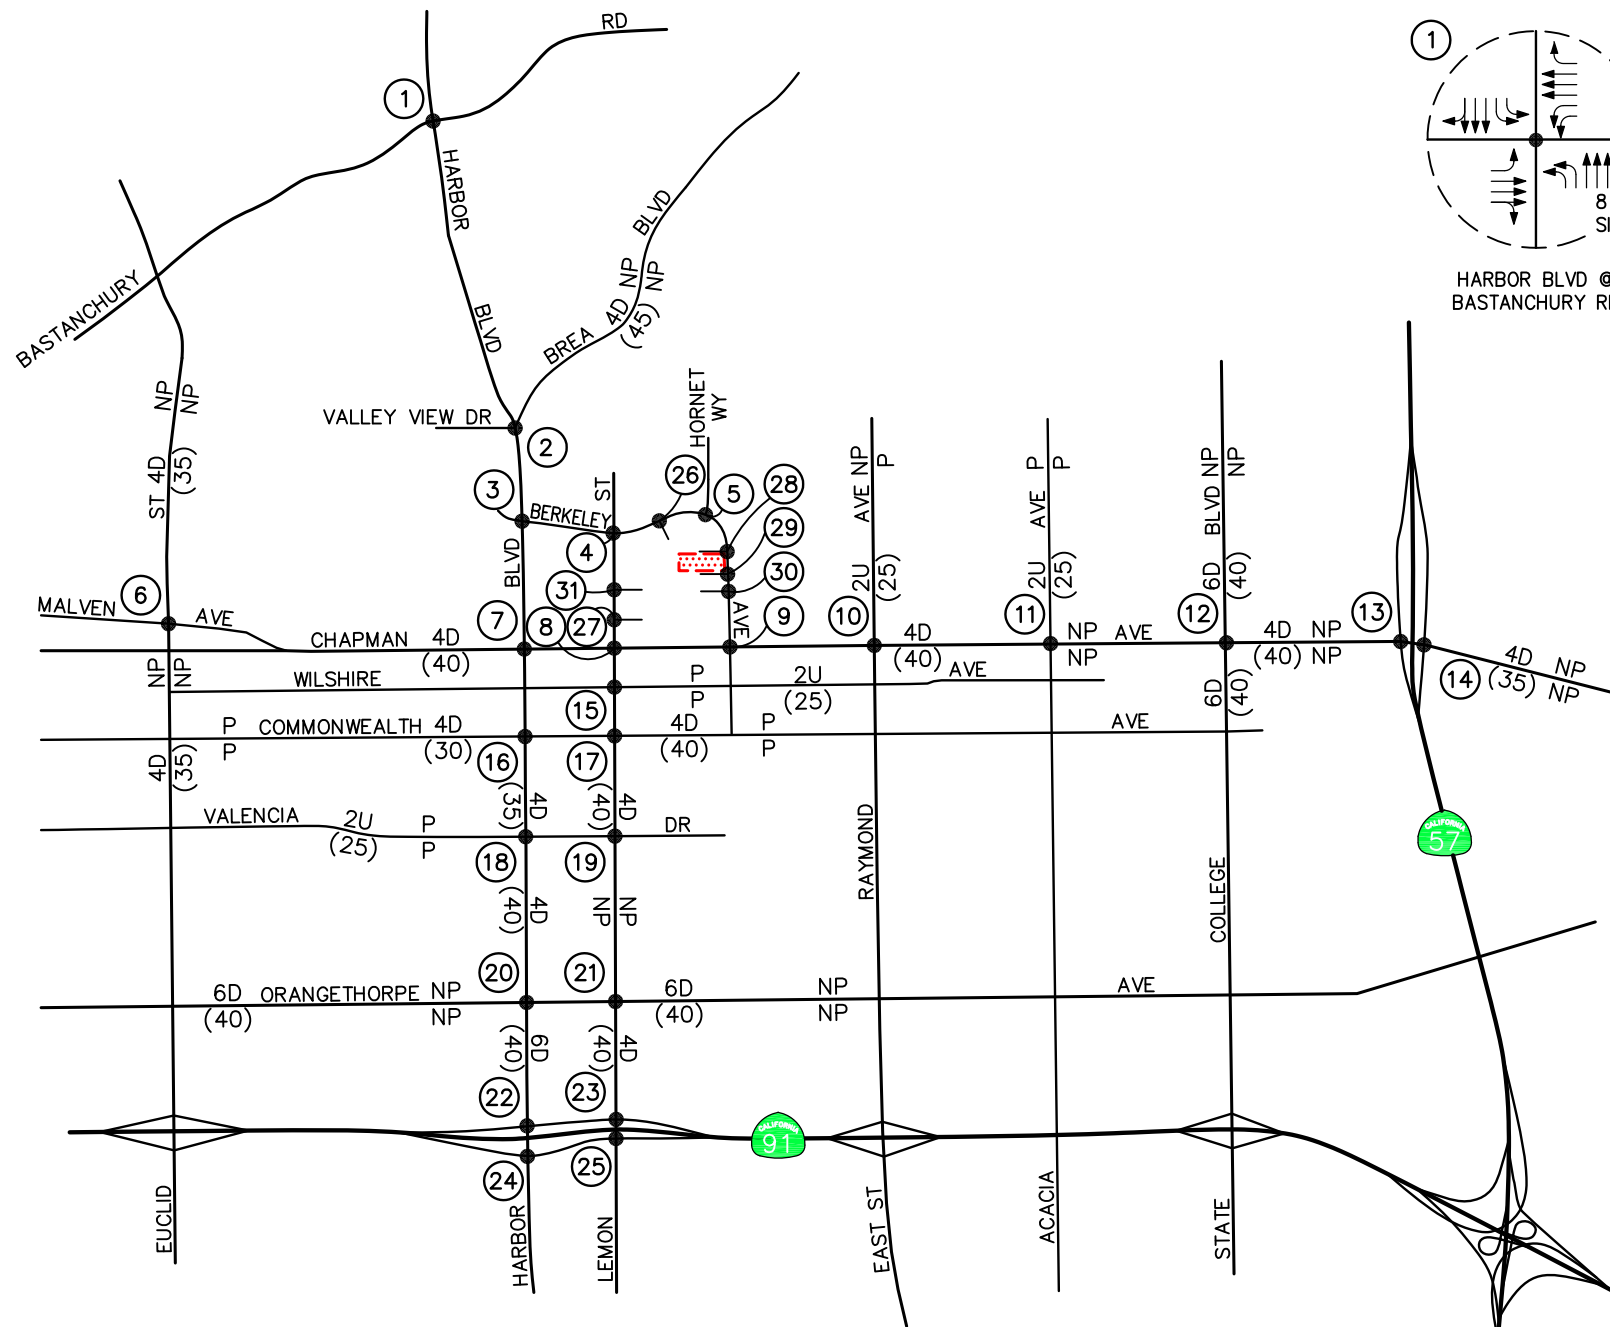 RD
1
1
8
HARBOR BLVD @
BASTANCHURY
HARBOR
BLVD
BASTANCHURY
BREA
4D NP
NP
(45)
BLVD
NP
NP
ST 4D
(35)
VALLEY VIEW DR
2
HORNET
WY
3
BERKELEY
ST
26
5
28
29
30
4
31
27
8
7
BLVD
AVE
9
AVE NP
P
2U
(25)
10
AVE P
P
2U
(25)
11
BLVD NP
NP
6D
(40)
12
13
6
MALVEN
AVE
CHAPMAN
4D
(40)
4D
(40)
NP
AVE
NP
4D
NP
(40)
NP
4D
NP
(35)
NP
14
NP
NP
WILSHIRE
P
P
2U
(25)
AVE
6D
(40)
15
P
COMMONWEALTH 4D
P
(30)
4D
P
(40)
P
AVE
4D
(35)
16
17
(35)
4D
(40)
4D
VALENCIA
2U
P
(25)
P
DR
18
19
(40)
4D
NP
NP
RAYMOND
COLLEGE
CALIFORNIA
57
20
21
6D
ORANGETHORPE NP
(40)
NP
6D
(40)
NP
NP
AVE
(40)
6D
(40)
4D
22
23
CALIFORNIA
91
24
25
EUCLID
HARBOR
LEMON
EAST ST
ACACIA
STATE